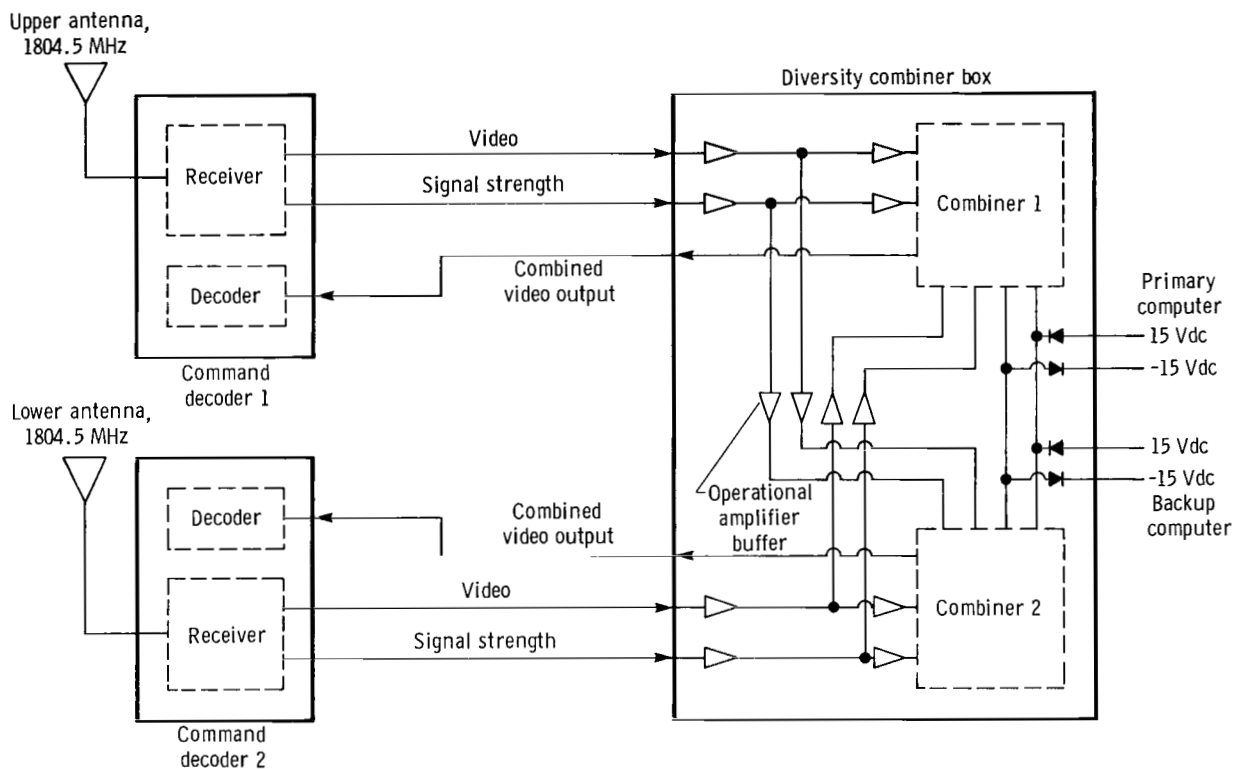 Upper antenna,
1804.5 MHz
Diversity combiner box
Receiver
Video
Signal strength
Combiner 1
Decoder
Combined
video output
Command
decoder 1
Primary
computer
15 Vdc
-15 Vdc
Lower antenna,
1804.5 MHz
15 Vdc
-15 Vdc
Backup
computer
Operational
amplifier
buffer
Decoder
Combined
video output
Receiver
Video
Signal strength
Combiner 2
Command
decoder 2